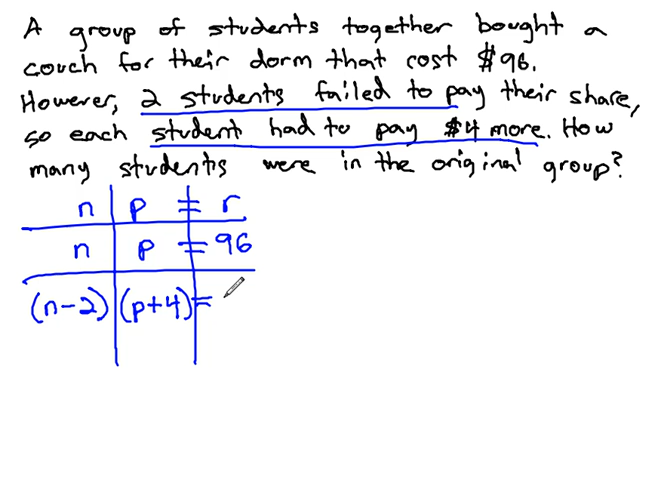 A group of students together bought a
couch for their dorm that cost $96.
However, 2 students failed to pay their share,
so each student had to pay $4 more. How
many students were in the original group?
n p = r
n p = 96
(n-2) (p+4) =